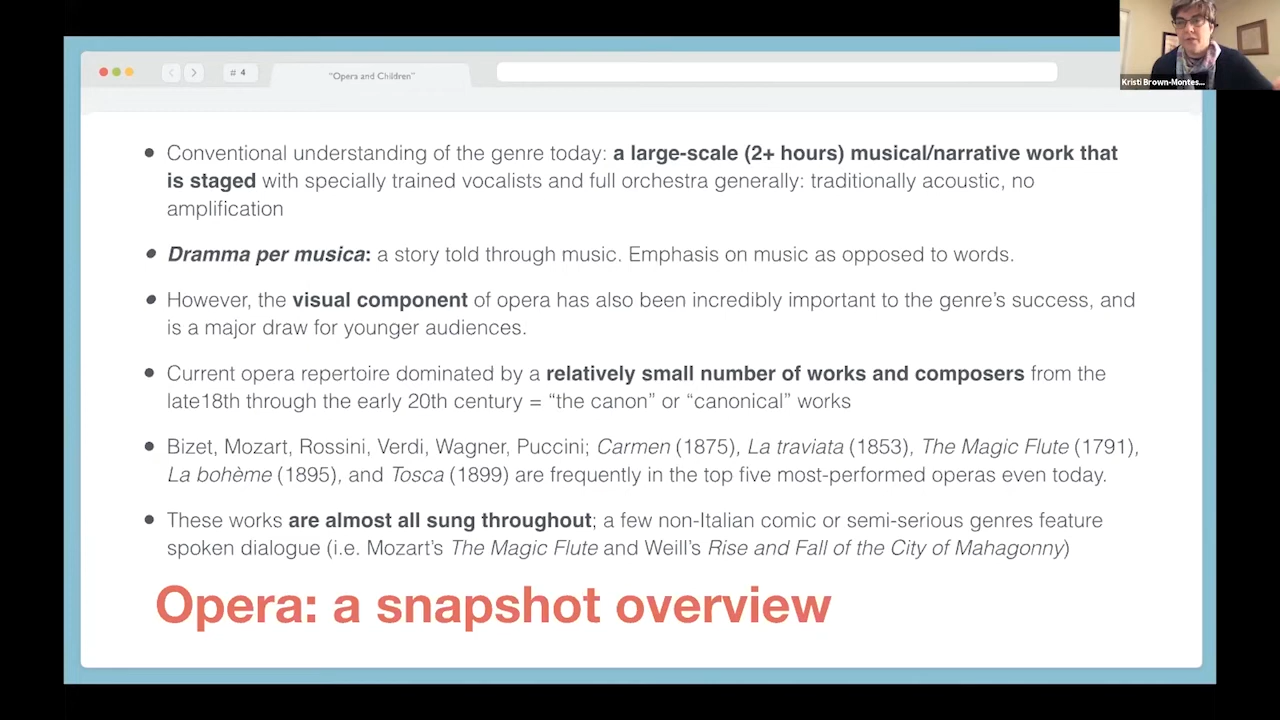 Kristi Brown-Montes...
# 4
"Opera and Children"
• Conventional understanding of the genre today: a large-scale (2+ hours) musical/narrative work that
is staged with specially trained vocalists and full orchestra generally: traditionally acoustic, no
amplification
• Dramma per musica: a story told through music. Emphasis on music as opposed to words.
• However, the visual component of opera has also been incredibly important to the genre's success, and
is a major draw for younger audiences.
• Current opera repertoire dominated by a relatively small number of works and composers from the
late18th through the early 20th century = “the canon” or “canonical” works
• Bizet, Mozart, Rossini, Verdi, Wagner, Puccini; Carmen (1875), La traviata (1853), The Magic Flute (1791),
La bohème (1895), and Tosca (1899) are frequently in the top five most-performed operas even today.
• These works are almost all sung throughout; a few non-Italian comic or semi-serious genres feature
spoken dialogue (i.e. Mozart's The Magic Flute and Weill's Rise and Fall of the City of Mahagonny)
Opera: a snapshot overview